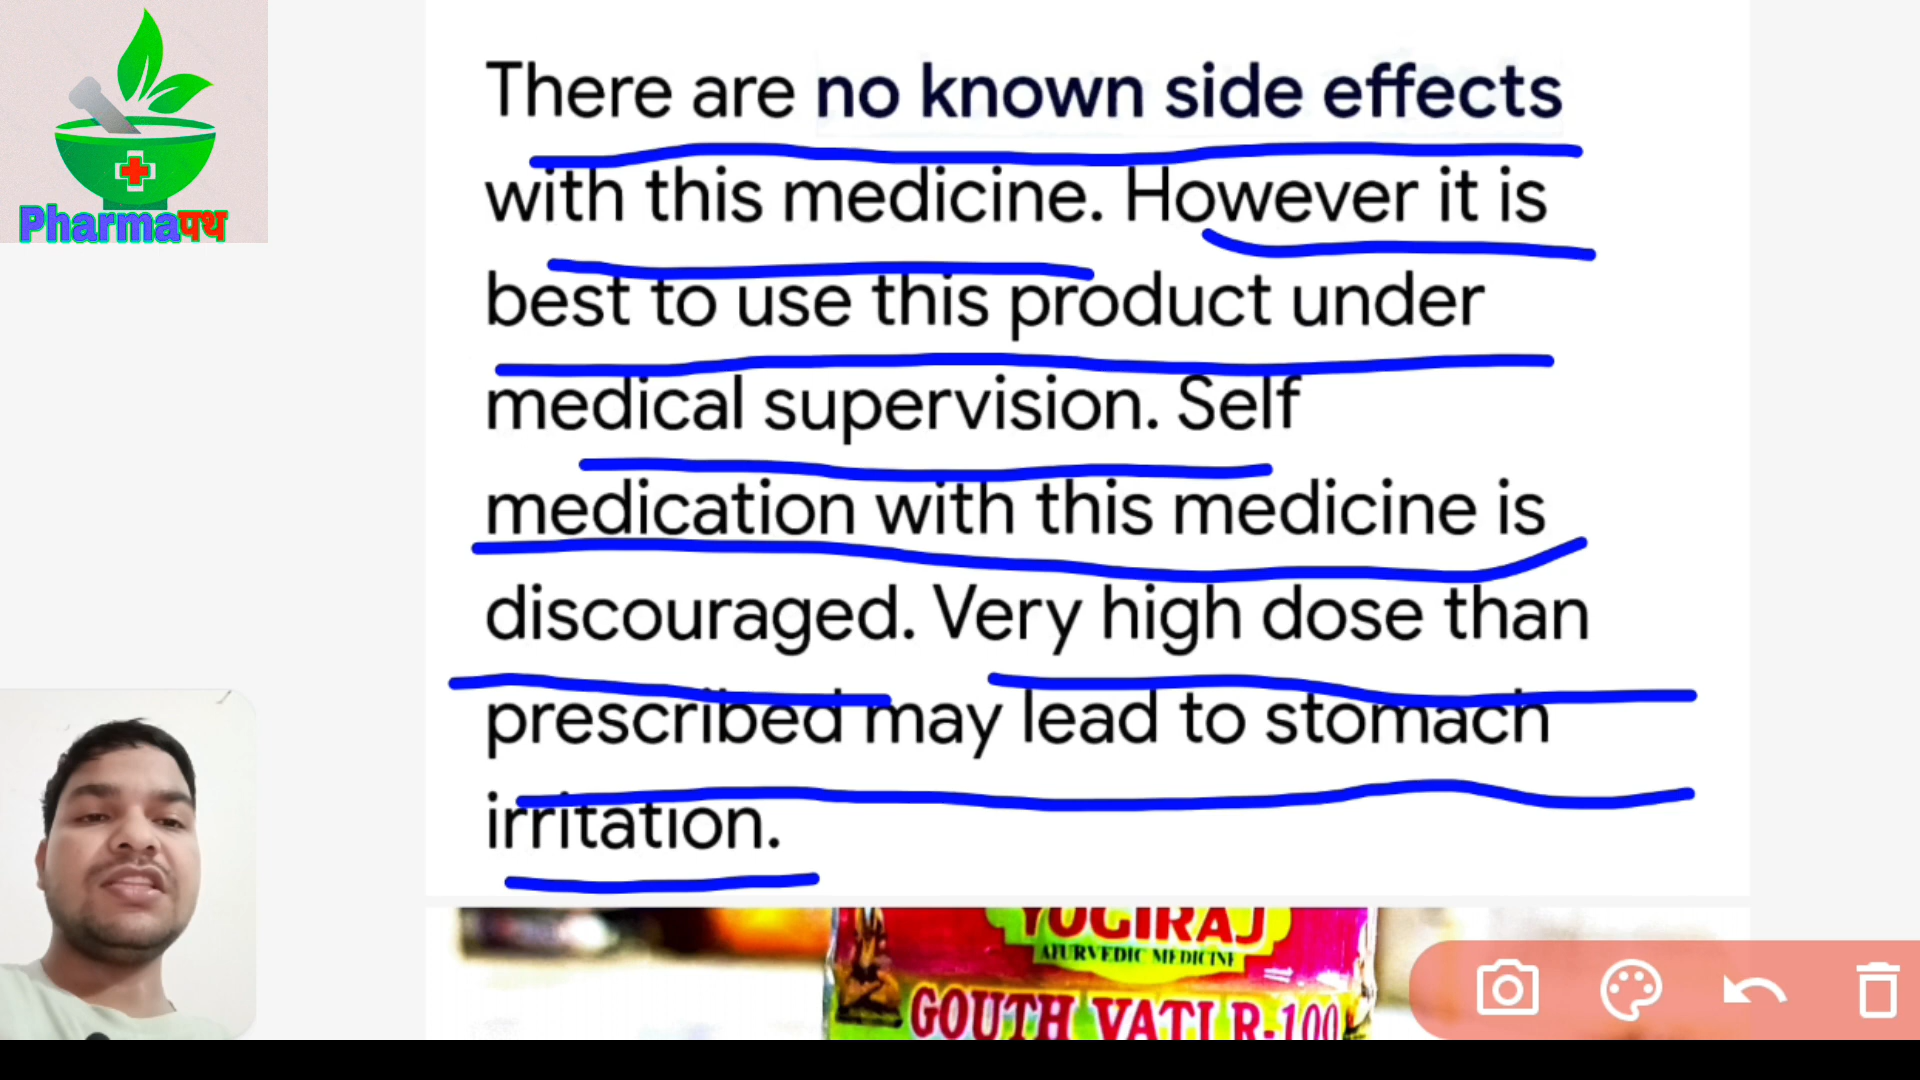 Pharmaपथ
There are no known side effects
with this medicine. However it is
best to use this product under
medical supervision. Self
medication with this medicine is
discouraged. Very high dose than
prescribed may lead to stomach
irritation.
YOGIRAJ
AYURVEDIC MEDICINE
GOUTH VATI R-100